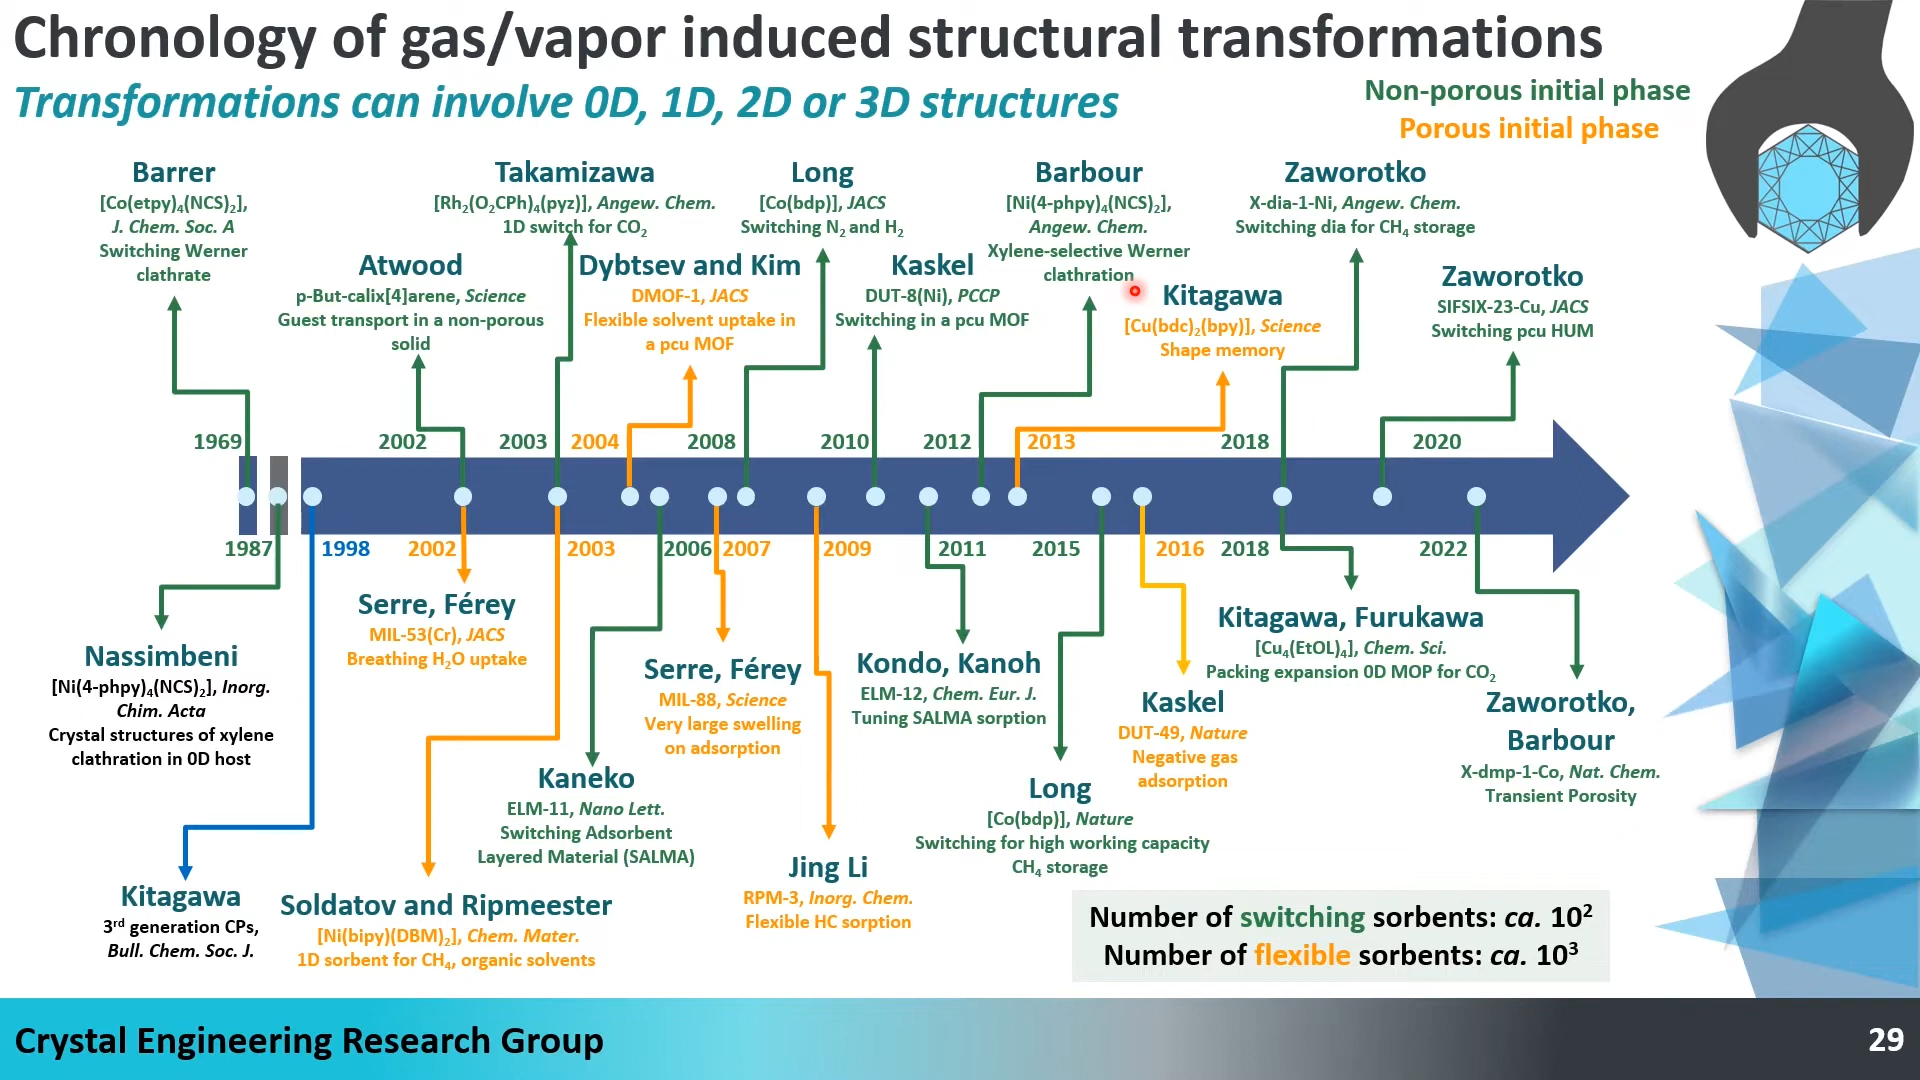 Chronology of gas/vapor induced structural transformations
Transformations can involve 0D, 1D, 2D or 3D structures
Non-porous initial phase
Porous initial phase
Barrer
[Co(etpy)₄(NCS)₂],
J. Chem. Soc. A
Switching Werner
clathrate
Atwood
p-But-calix[4]arene, Science
Guest transport in a non-porous
solid
Takamizawa
[Rh₂(O₂CPh)₄(pyz)], Angew. Chem.
1D switch for CO₂
Dybtsev and Kim
DMOF-1, JACS
Flexible solvent uptake in
a pcu MOF
Long
[Co(bdp)], JACS
Switching N₂ and H₂
Kaskel
DUT-8(Ni), PCCP
Switching in a pcu MOF
Barbour
[Ni(4-phpy)₄(NCS)₂],
Angew. Chem.
Xylene-selective Werner
clathration
Kitagawa
[Cu(bdc)₂(bpy)], Science
Shape memory
Zaworotko
X-dia-1-Ni, Angew. Chem.
Switching dia for CH₄ storage
Zaworotko
SIFSIX-23-Cu, JACS
Switching pcu HUM
1969
2002
2003
2004
2008
2010
2012
2013
2018
2020
1987
1998
2002
2003
2006
2007
2009
2011
2015
2016
2018
2022
Nassimbeni
[Ni(4-phpy)₄(NCS)₂], Inorg.
Chim. Acta
Crystal structures of xylene
clathration in 0D host
Kitagawa
3rd generation CPs,
Bull. Chem. Soc. J.
Serre, Férey
MIL-53(Cr), JACS
Breathing H₂O uptake
Soldatov and Ripmeester
[Ni(bipy)(DBM)₂], Chem. Mater.
1D sorbent for CH₄, organic solvents
Kaneko
ELM-11, Nano Lett.
Switching Adsorbent
Layered Material (SALMA)
Serre, Férey
MIL-88, Science
Very large swelling
on adsorption
Jing Li
RPM-3, Inorg. Chem.
Flexible HC sorption
Kondo, Kanoh
ELM-12, Chem. Eur. J.
Tuning SALMA sorption
Long
[Co(bdp)], Nature
Switching for high working capacity
CH₄ storage
Kaskel
DUT-49, Nature
Negative gas
adsorption
Kitagawa, Furukawa
[Cu₄(EtOL)₄], Chem. Sci.
Packing expansion 0D MOP for CO₂
Zaworotko,
Barbour
X-dmp-1-Co, Nat. Chem.
Transient Porosity
Number of switching sorbents: ca. 10²
Number of flexible sorbents: ca. 10³
Crystal Engineering Research Group
29